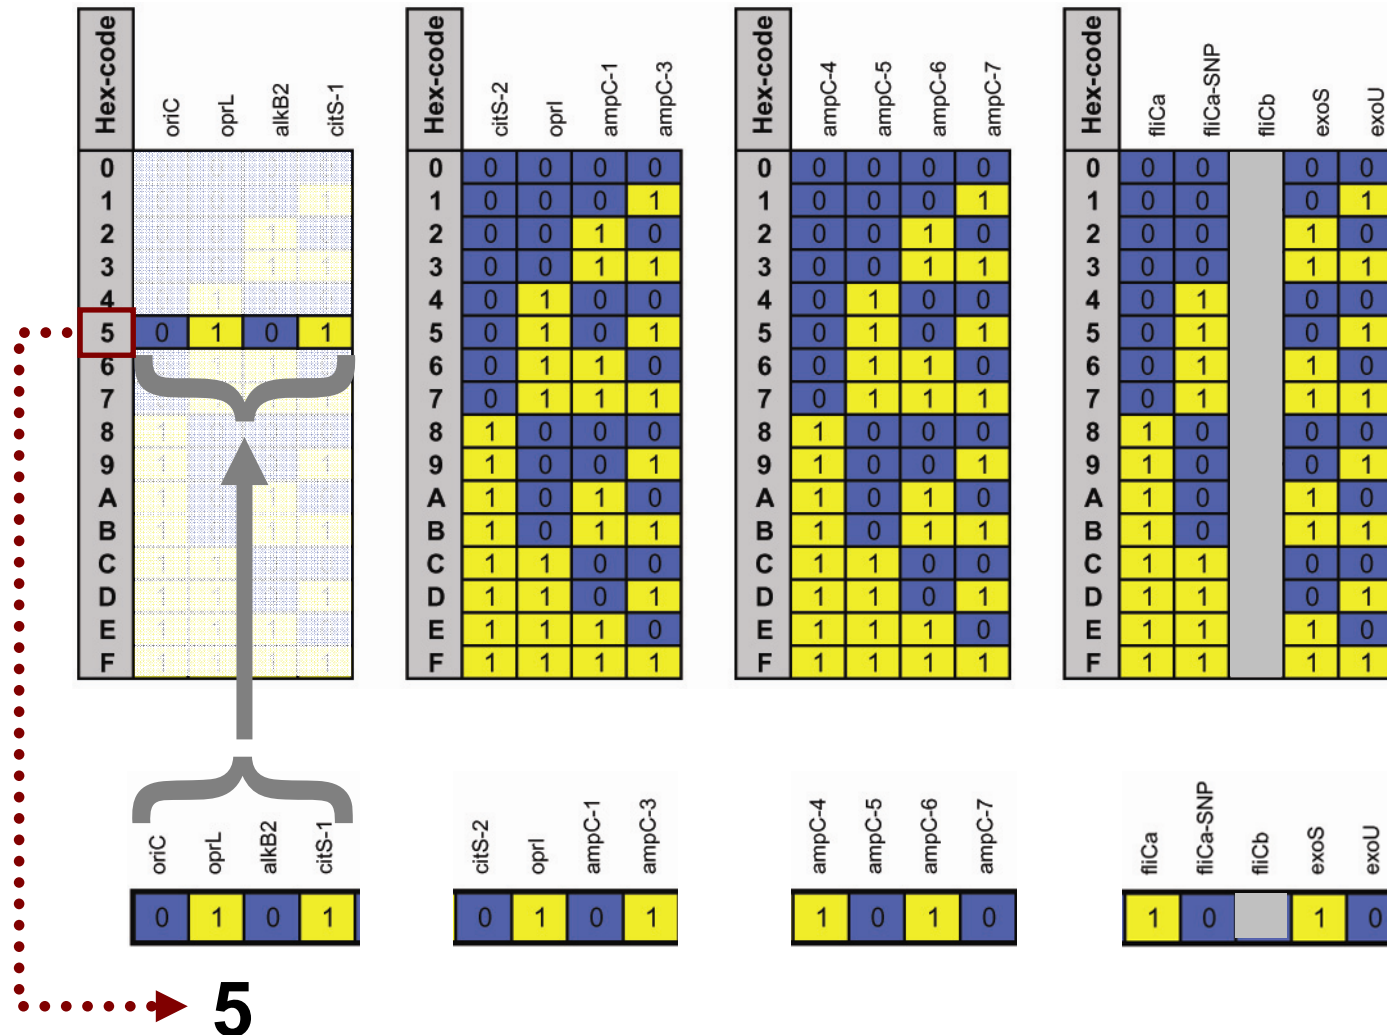 Hex-code oriC oprL alkB2 citS-1
0
1
2
3
4
5 0 1 0 1
6
7
8
9
A
B
C
D
E
F
Hex-code citS-2 oprI ampC-1 ampC-3
0 0 0 0 0
1 0 0 0 1
2 0 0 1 0
3 0 0 1 1
4 0 1 0 0
5 0 1 0 1
6 0 1 1 0
7 0 1 1 1
8 1 0 0 0
9 1 0 0 1
A 1 0 1 0
B 1 0 1 1
C 1 1 0 0
D 1 1 0 1
E 1 1 1 0
F 1 1 1 1
Hex-code ampC-4 ampC-5 ampC-6 ampC-7
0 0 0 0 0
1 0 0 0 1
2 0 0 1 0
3 0 0 1 1
4 0 1 0 0
5 0 1 0 1
6 0 1 1 0
7 0 1 1 1
8 1 0 0 0
9 1 0 0 1
A 1 0 1 0
B 1 0 1 1
C 1 1 0 0
D 1 1 0 1
E 1 1 1 0
F 1 1 1 1
Hex-code fliCa fliCa-SNP fliCb exoS exoU
0 0 0 0 0
1 0 0 0 1
2 0 0 1 0
3 0 0 1 1
4 0 1 0 0
5 0 1 0 1
6 0 1 1 0
7 0 1 1 1
8 1 0 0 0
9 1 0 0 1
A 1 0 1 0
B 1 0 1 1
C 1 1 0 0
D 1 1 0 1
E 1 1 1 0
F 1 1 1 1
oriC oprL alkB2 citS-1
0 1 0 1
citS-2 oprI ampC-1 ampC-3
0 1 0 1
ampC-4 ampC-5 ampC-6 ampC-7
1 0 1 0
fliCa fliCa-SNP fliCb exoS exoU
1 0 1 0
5